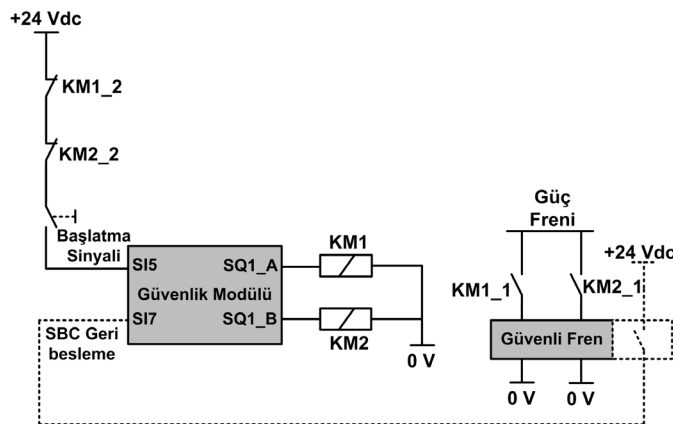 +24 Vdc
KM1_2
KM2_2
Başlatma
Sinyali
SI5
SQ1_A
Güvenlik Modülü
SI7
SQ1_B
SBC Geri
besleme
KM1
KM2
0 V
Güç
Freni
+24 Vdc
KM1_1
KM2_1
Güvenli Fren
0 V
0 V